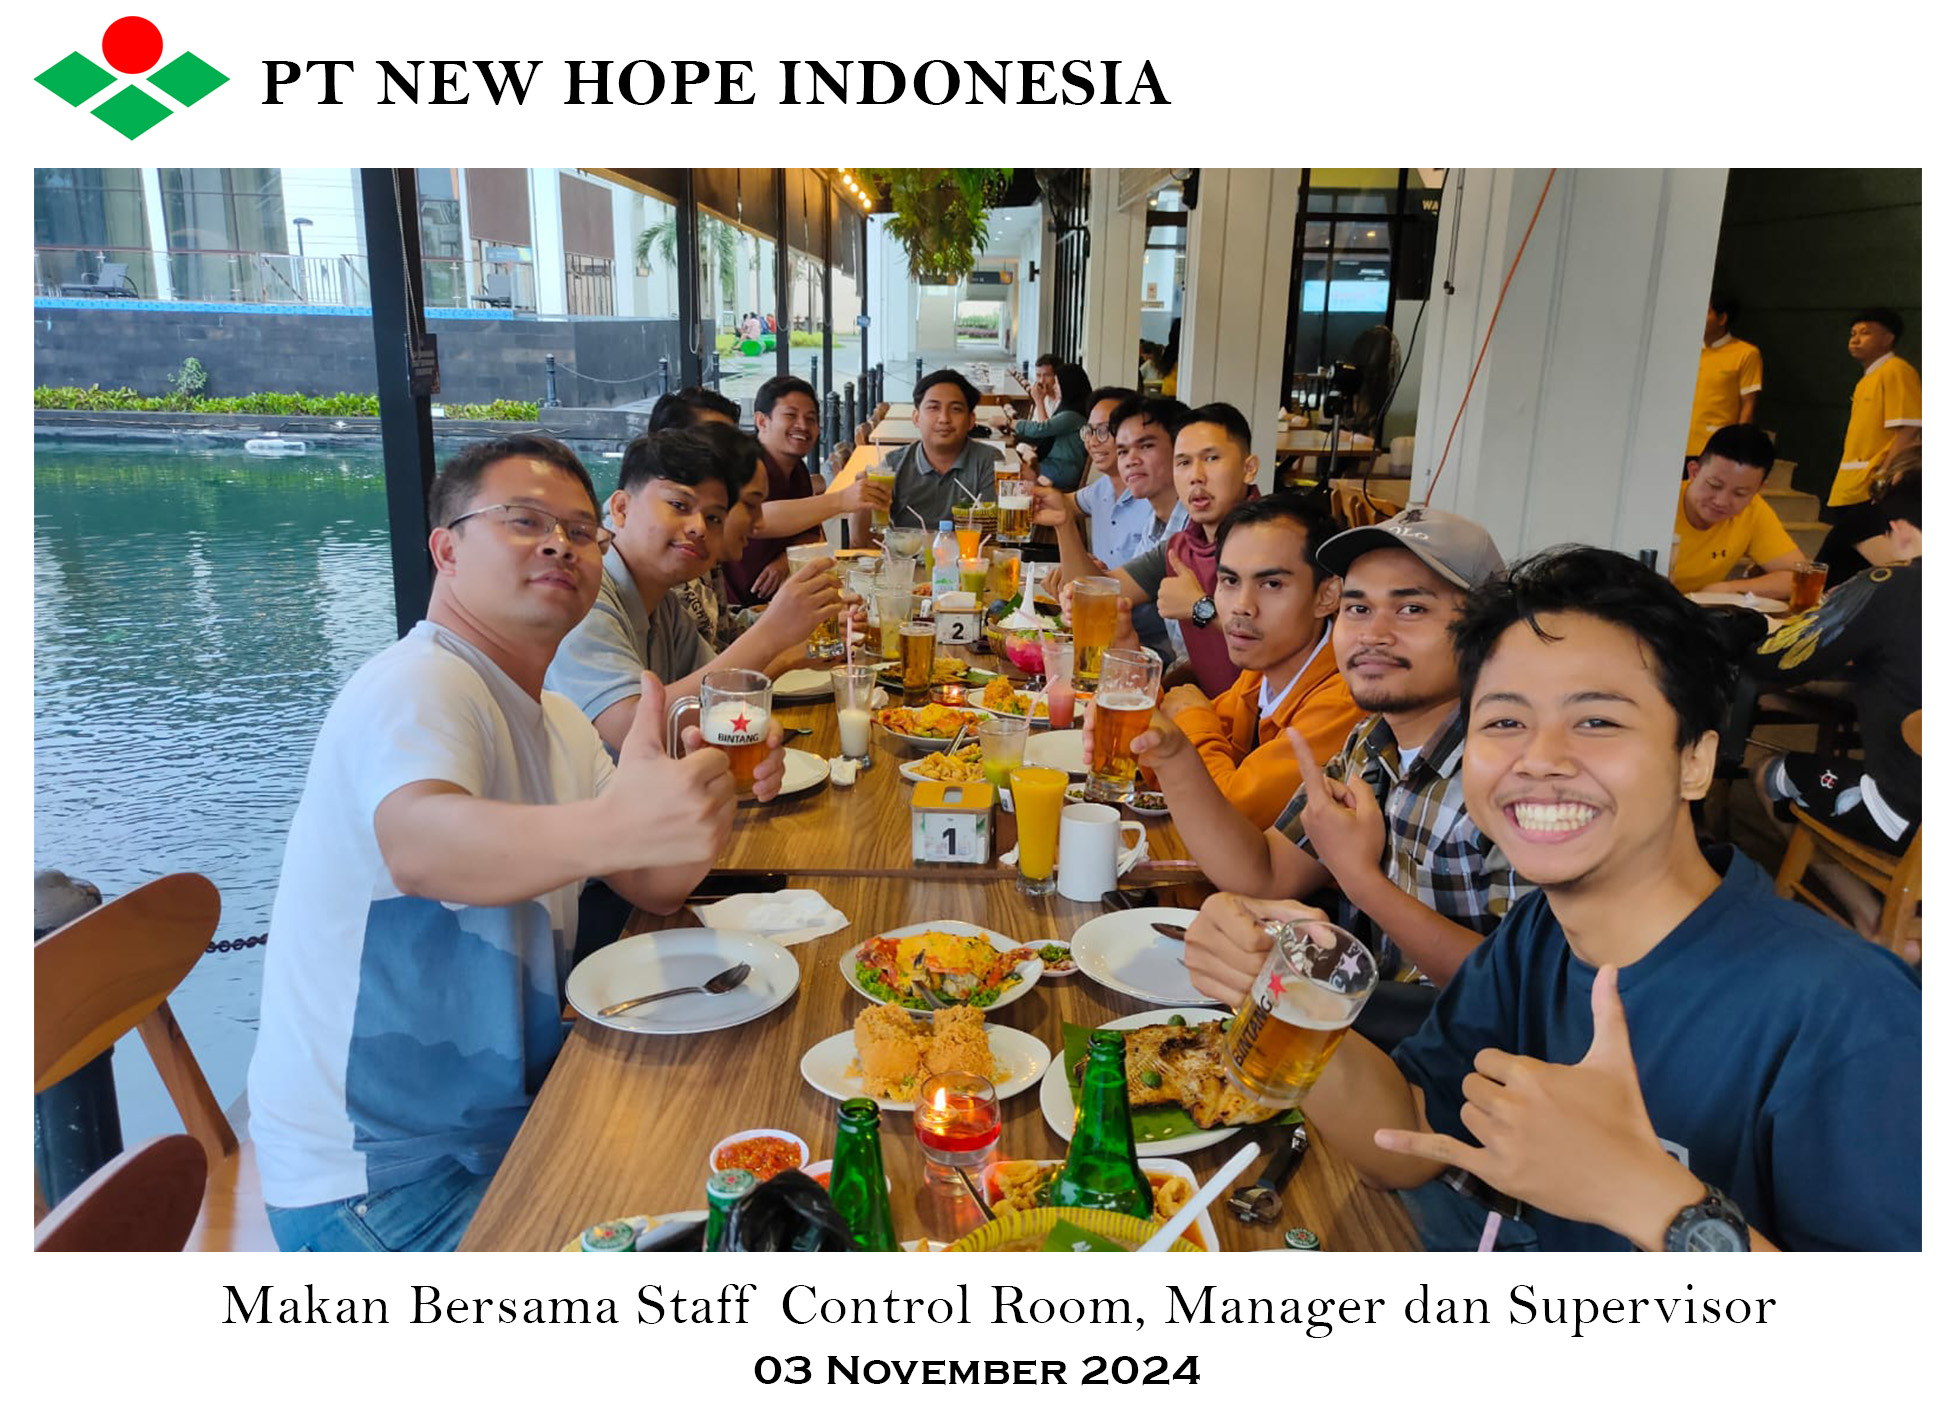 PT NEW HOPE INDONESIA
WA
2
BINTANG
1
BINTANG
Makan Bersama Staff Control Room, Manager dan Supervisor
03 NOVEMBER 2024